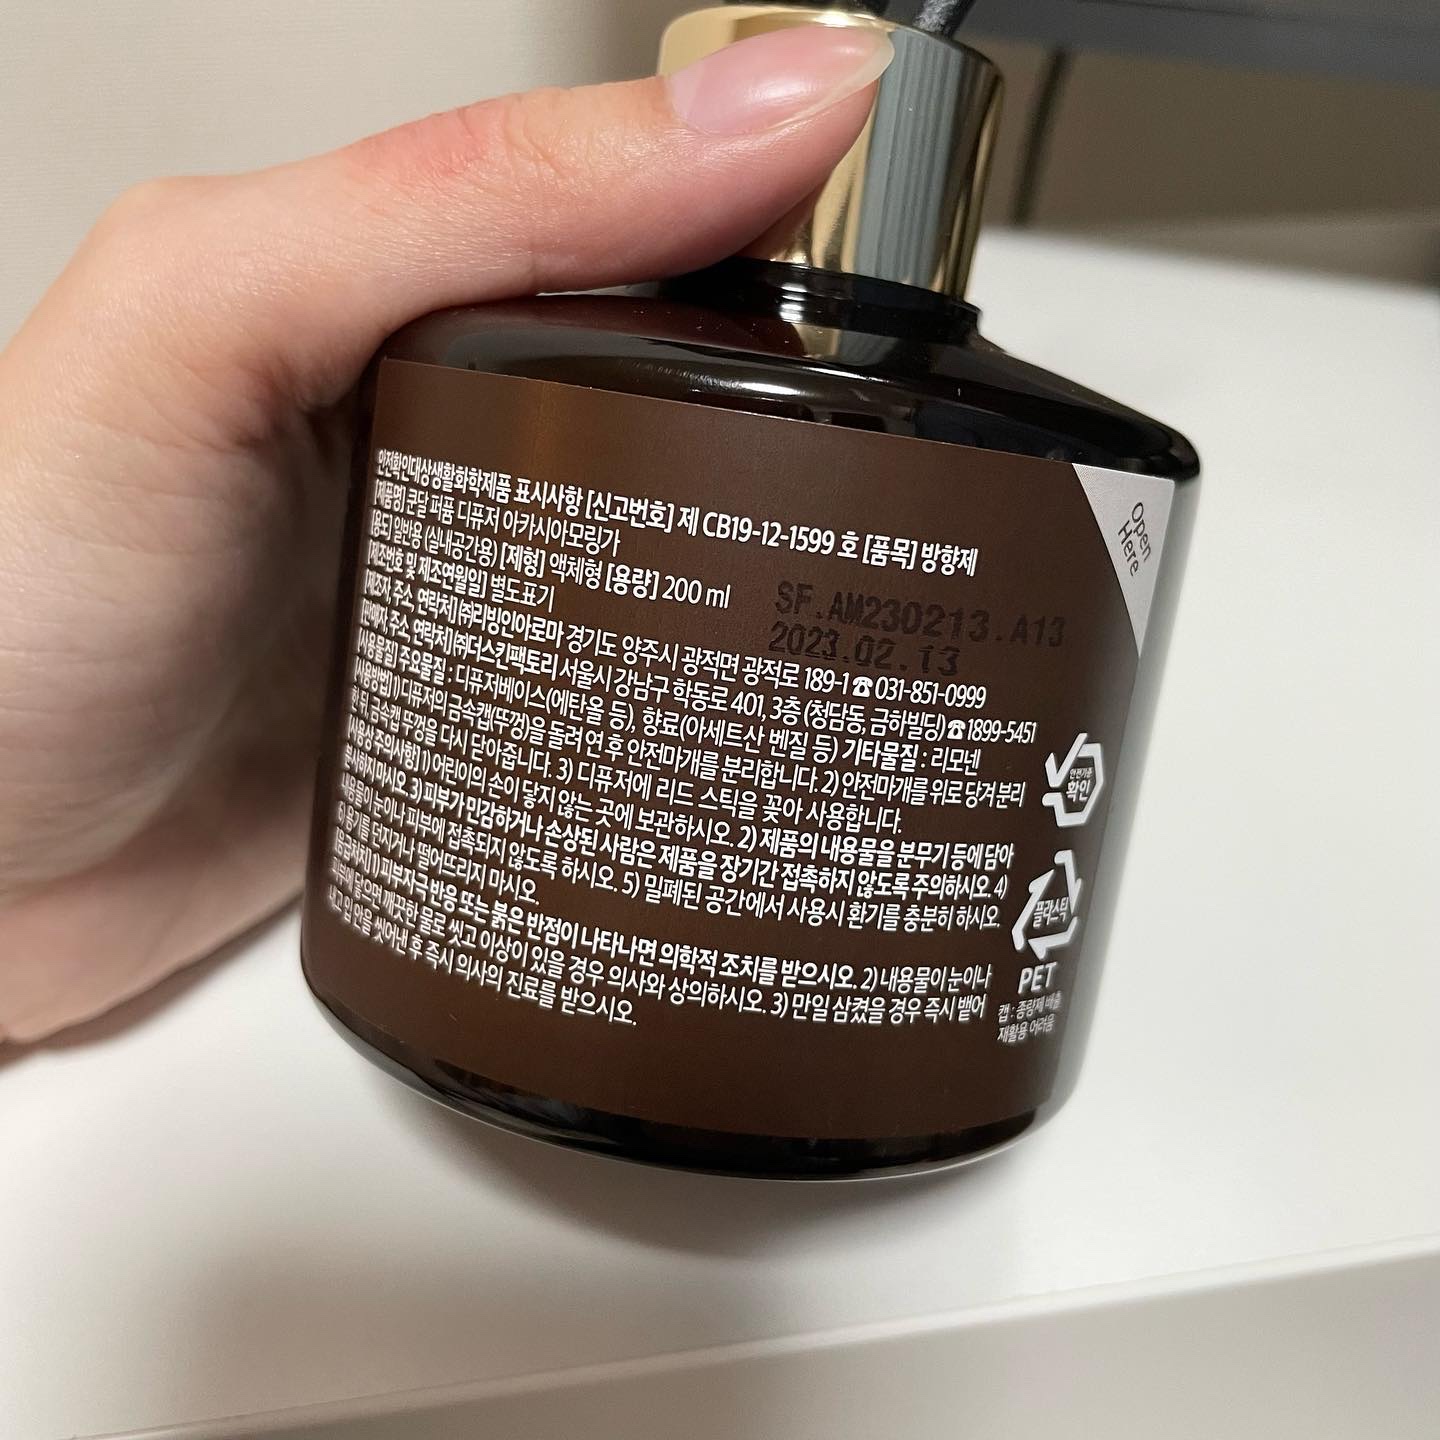 안전확인대상생활화학제품 표시사항 [신고번호] 제 CB19-12-1599 호 [품목] 방향제
[제품명] 쿤달 퍼퓸 디퓨저 아카시아모링가
[용도] 일반용 (실내공간용) [제형] 액체형 [용량] 200 ml
[제조번호 및 제조연월일] 별도표기
SF.AM230213.A13
2023.02.13
[제조자, 주소, 연락처] ㈜리빙인아로마 경기도 양주시 광적면 광적로 189-1 ☎ 031-851-0999
[판매자, 주소, 연락처] ㈜더스킨팩토리 서울시 강남구 학동로 401, 3층 (청담동, 금하빌딩) ☎ 1899-5451
[사용물질] 주요물질 : 디퓨저베이스(에탄올 등), 향료(아세트산 벤질 등) 기타물질 : 리모넨
[사용방법] 1) 디퓨저의 금속캡(뚜껑)을 돌려 연 후 안전마개를 분리합니다. 2) 안전마개를 위로 당겨 분리
한 뒤, 금속캡 뚜껑을 다시 닫아줍니다. 3) 디퓨저에 리드 스틱을 꽂아 사용합니다.
[사용상 주의사항] 1) 어린이의 손이 닿지 않는 곳에 보관하시오. 2) 제품의 내용물을 분무기 등에 담아
분사하지 마시오. 3) 피부가 민감하거나 손상된 사람은 제품을 장기간 접촉하지 않도록 주의하시오. 4)
내용물이 눈이나 피부에 접촉되지 않도록 하시오. 5) 밀폐된 공간에서 사용시 환기를 충분히 하시오.
6) 용기를 던지거나 떨어뜨리지 마시오.
[응급처치] 1) 피부자극 반응 또는 붉은 반점이 나타나면 의학적 조치를 받으시오. 2) 내용물이 눈이나
피부에 닿으면 깨끗한 물로 씻고 이상이 있을 경우 의사와 상의하시오. 3) 만일 삼켰을 경우 즉시 뱉어
내고 입 안을 씻어낸 후 즉시 의사의 진료를 받으시오.
Open
Here
안전기준
확인
플라스틱
PET
캡 : 종량제 배출
재활용 어려움